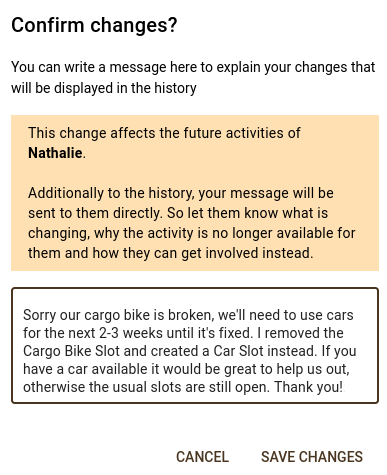 Confirm changes?
You can write a message here to explain your changes that
will be displayed in the history
This change affects the future activities of
Nathalie.
Additionally to the history, your message will be
sent to them directly. So let them know what is
changing, why the activity is no longer available for
them and how they can get involved instead.
Sorry our cargo bike is broken, we'll need to use cars
for the next 2-3 weeks until it's fixed. I removed the
Cargo Bike Slot and created a Car Slot instead. If you
have a car available it would be great to help us out,
otherwise the usual slots are still open. Thank you!
CANCEL SAVE CHANGES